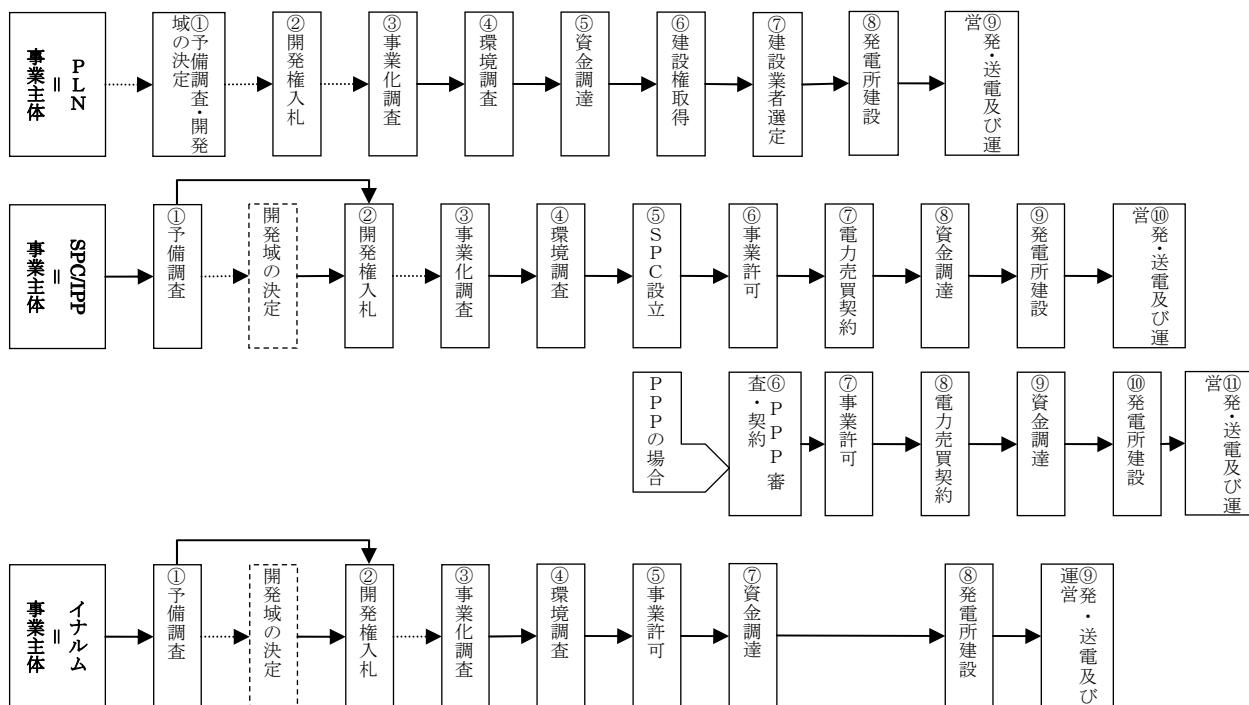 事業主体
＝
PLN
①予備調査・開発
域の決定
②開発権入札
③事業化調査
④環境調査
⑤資金調達
⑥建設権取得
⑦建設業者選定
⑧発電所建設
⑨発・送電及び運
営
事業主体
＝
SPC/IPP
①予備調査
開発域の決定
②開発権入札
③事業化調査
④環境調査
⑤SPC設立
⑥事業許可
⑦電力売買契約
⑧資金調達
⑨発電所建設
⑩発・送電及び運
営
PPPの場合
⑥PPP審
査・契約
⑦事業許可
⑧電力売買契約
⑨資金調達
⑩発電所建設
⑪発・送電及び運
営
事業主体
＝
イナルム
①予備調査
開発域の決定
②開発権入札
③事業化調査
④環境調査
⑤事業許可
⑦資金調達
⑧発電所建設
⑨発・送電及び
運営